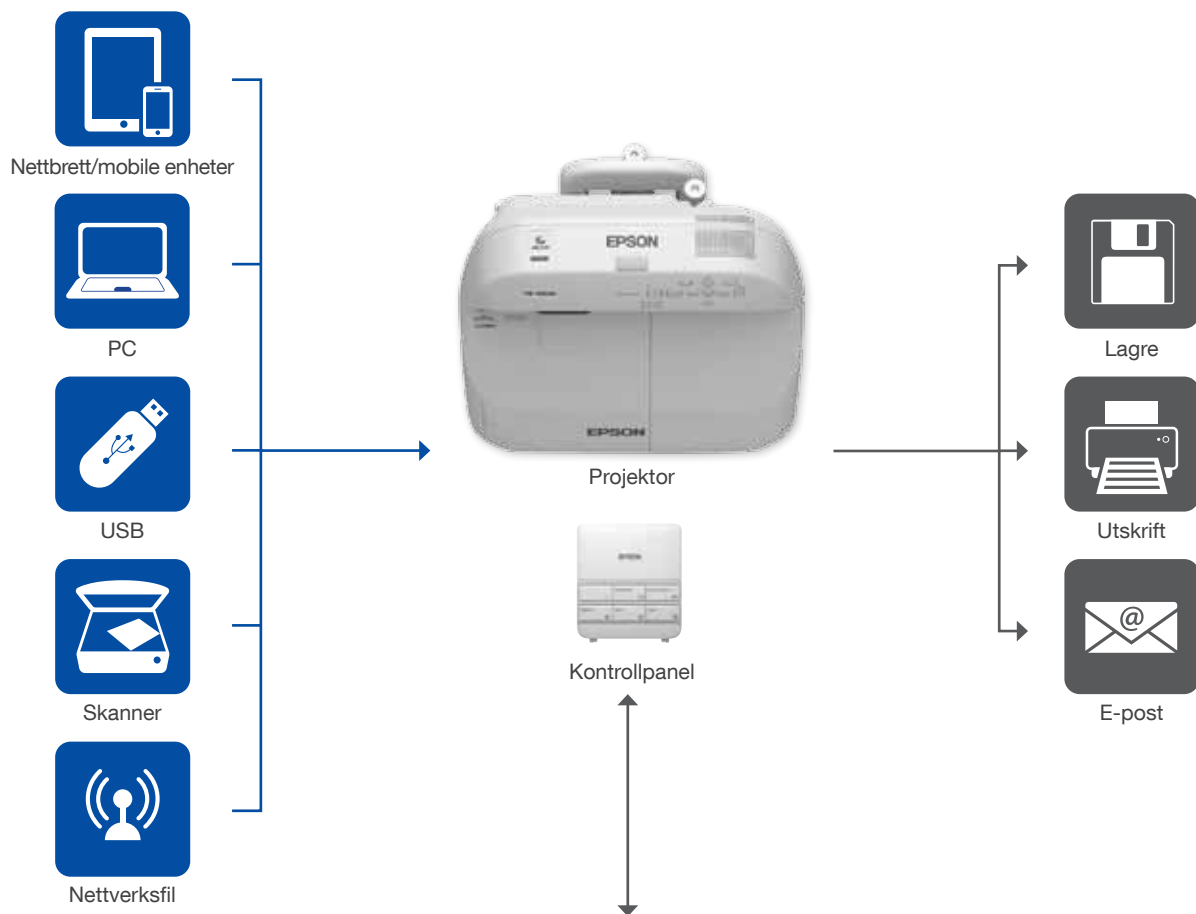 Nettbrett/mobile enheter
PC
USB
Skanner
Nettverksfil
EPSON
EPSON
Projektor
EPSON
Kontrollpanel
Lagre
Utskrift
@
E-post